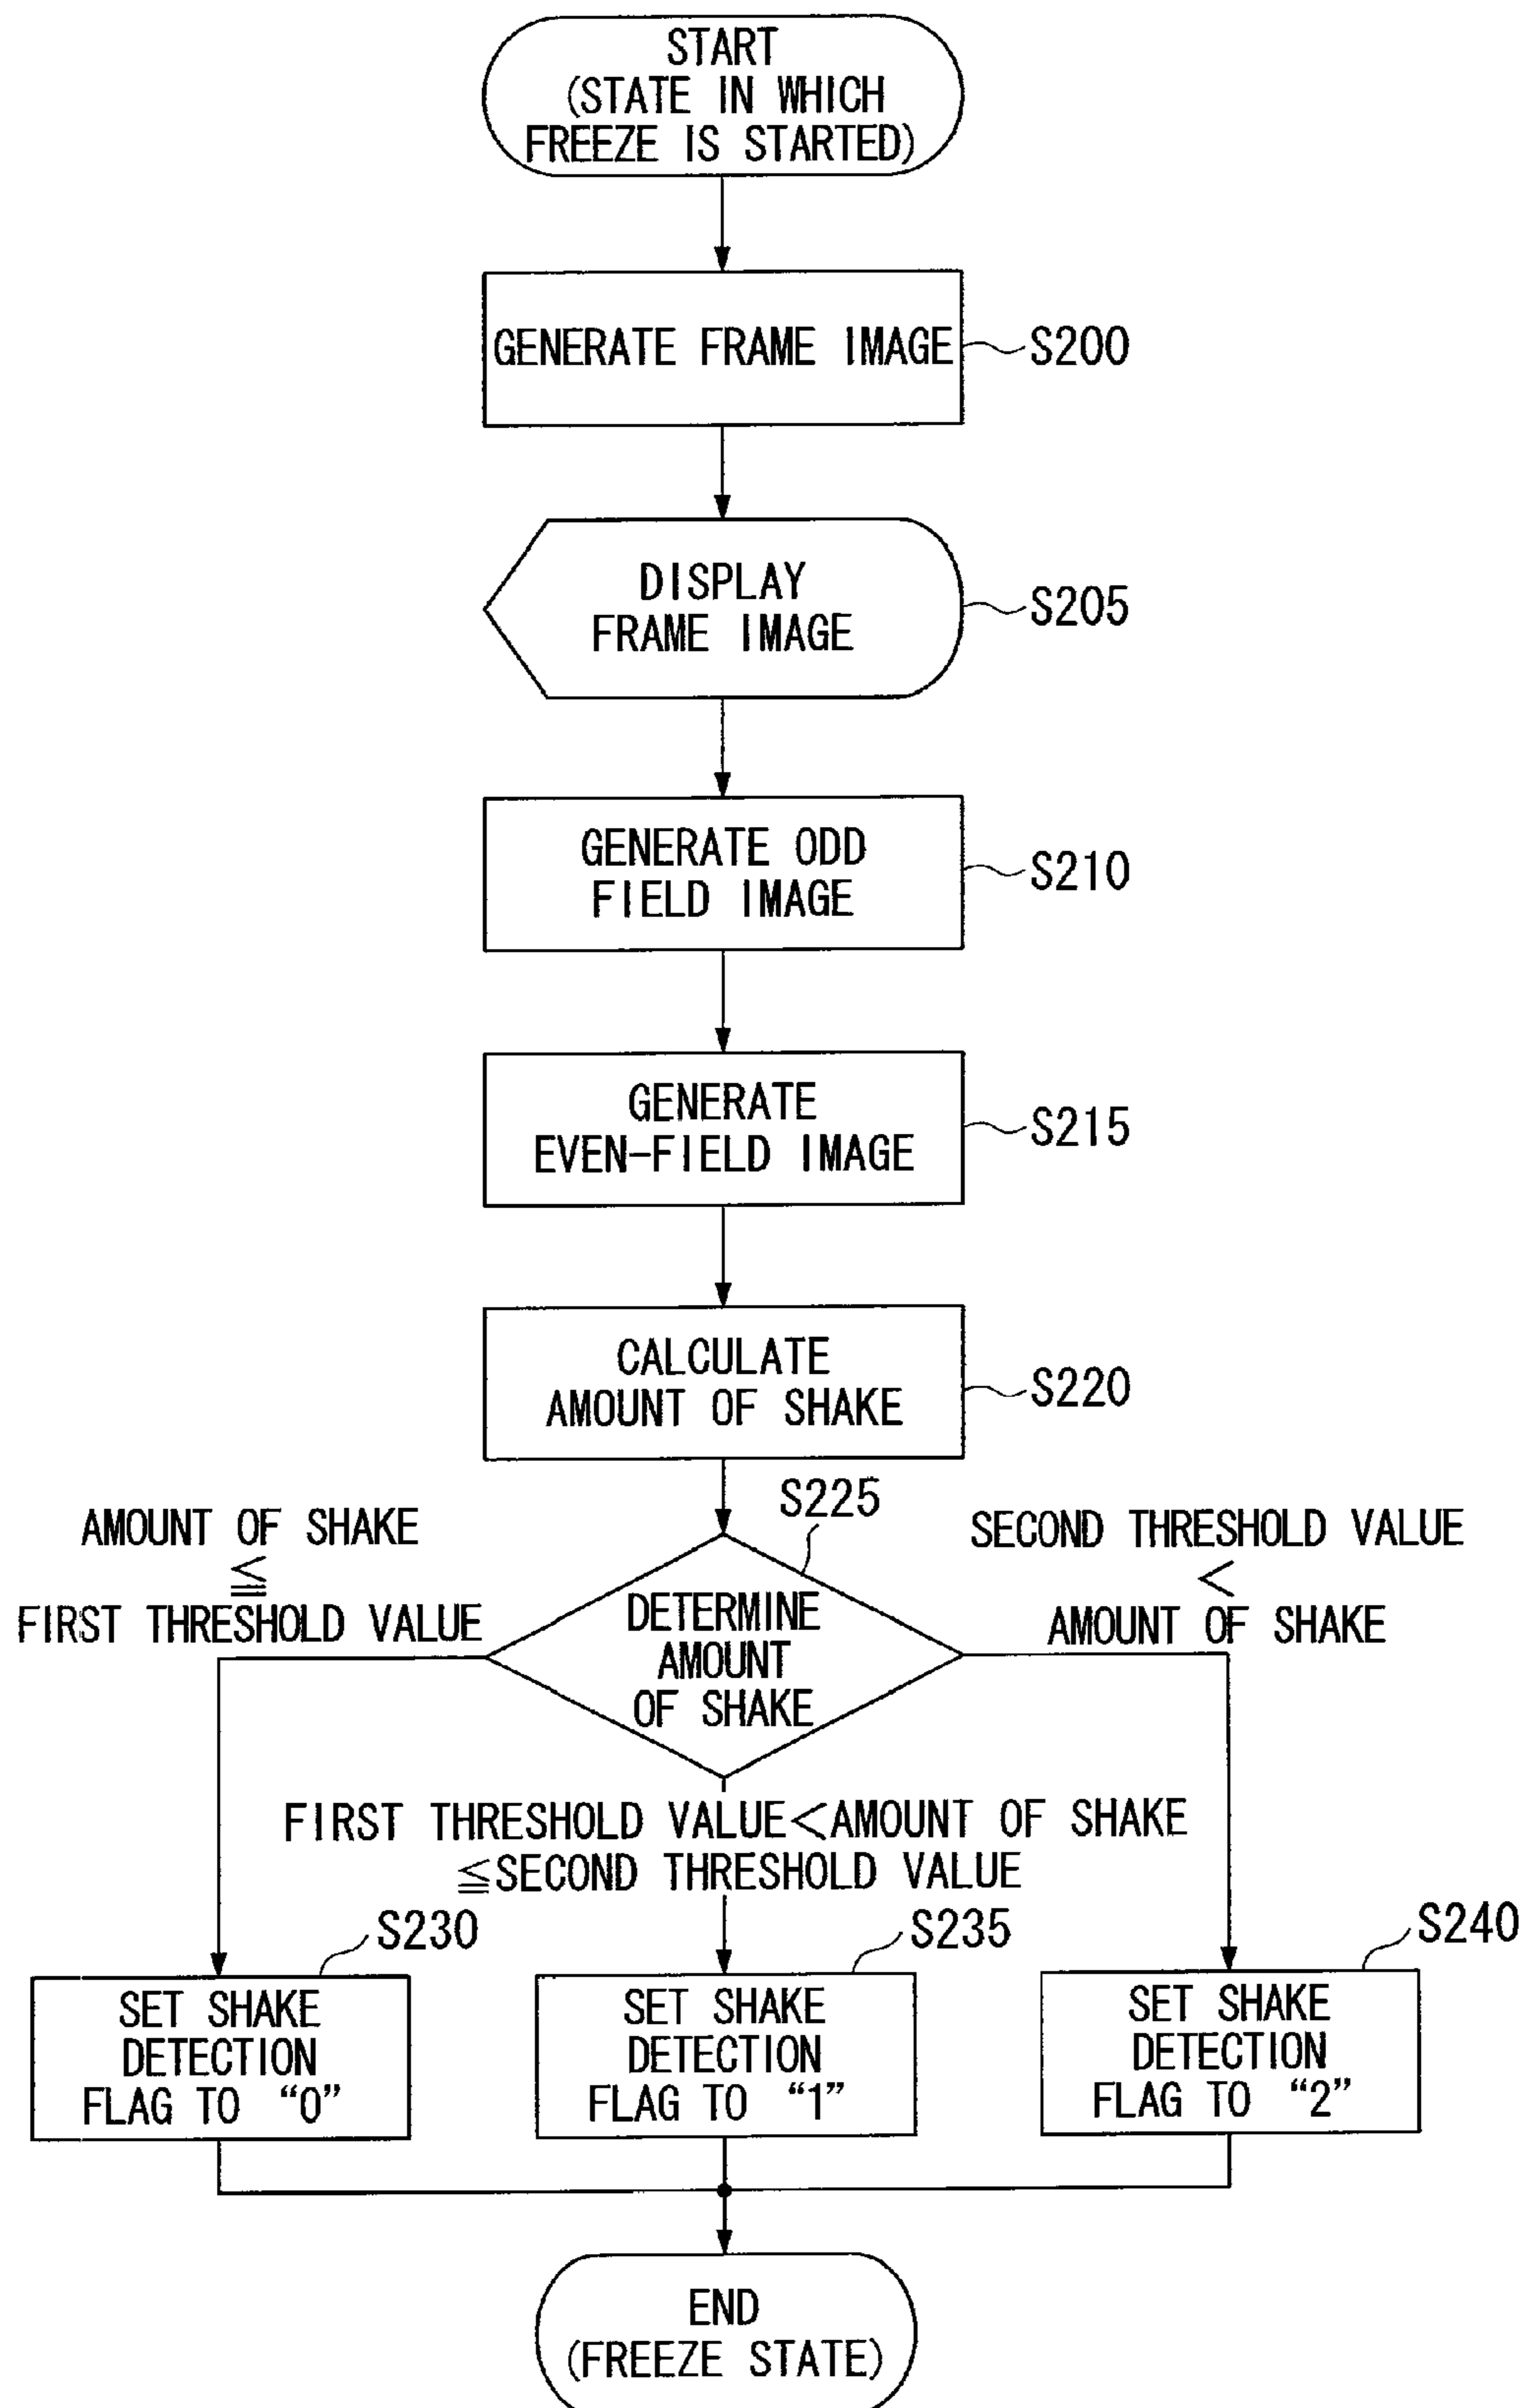 START
(STATE IN WHICH
FREEZE IS STARTED)
GENERATE FRAME IMAGE
S200
DISPLAY
FRAME IMAGE
S205
GENERATE ODD
FIELD IMAGE
S210
GENERATE
EVEN-FIELD IMAGE
S215
CALCULATE
AMOUNT OF SHAKE
S220
S225
DETERMINE
AMOUNT
OF SHAKE
AMOUNT OF SHAKE
≦
FIRST THRESHOLD VALUE
SECOND THRESHOLD VALUE
<
AMOUNT OF SHAKE
FIRST THRESHOLD VALUE<AMOUNT OF SHAKE
≦SECOND THRESHOLD VALUE
S230
SET SHAKE
DETECTION
FLAG TO “0”
S235
SET SHAKE
DETECTION
FLAG TO “1”
S240
SET SHAKE
DETECTION
FLAG TO “2”
END
(FREEZE STATE)